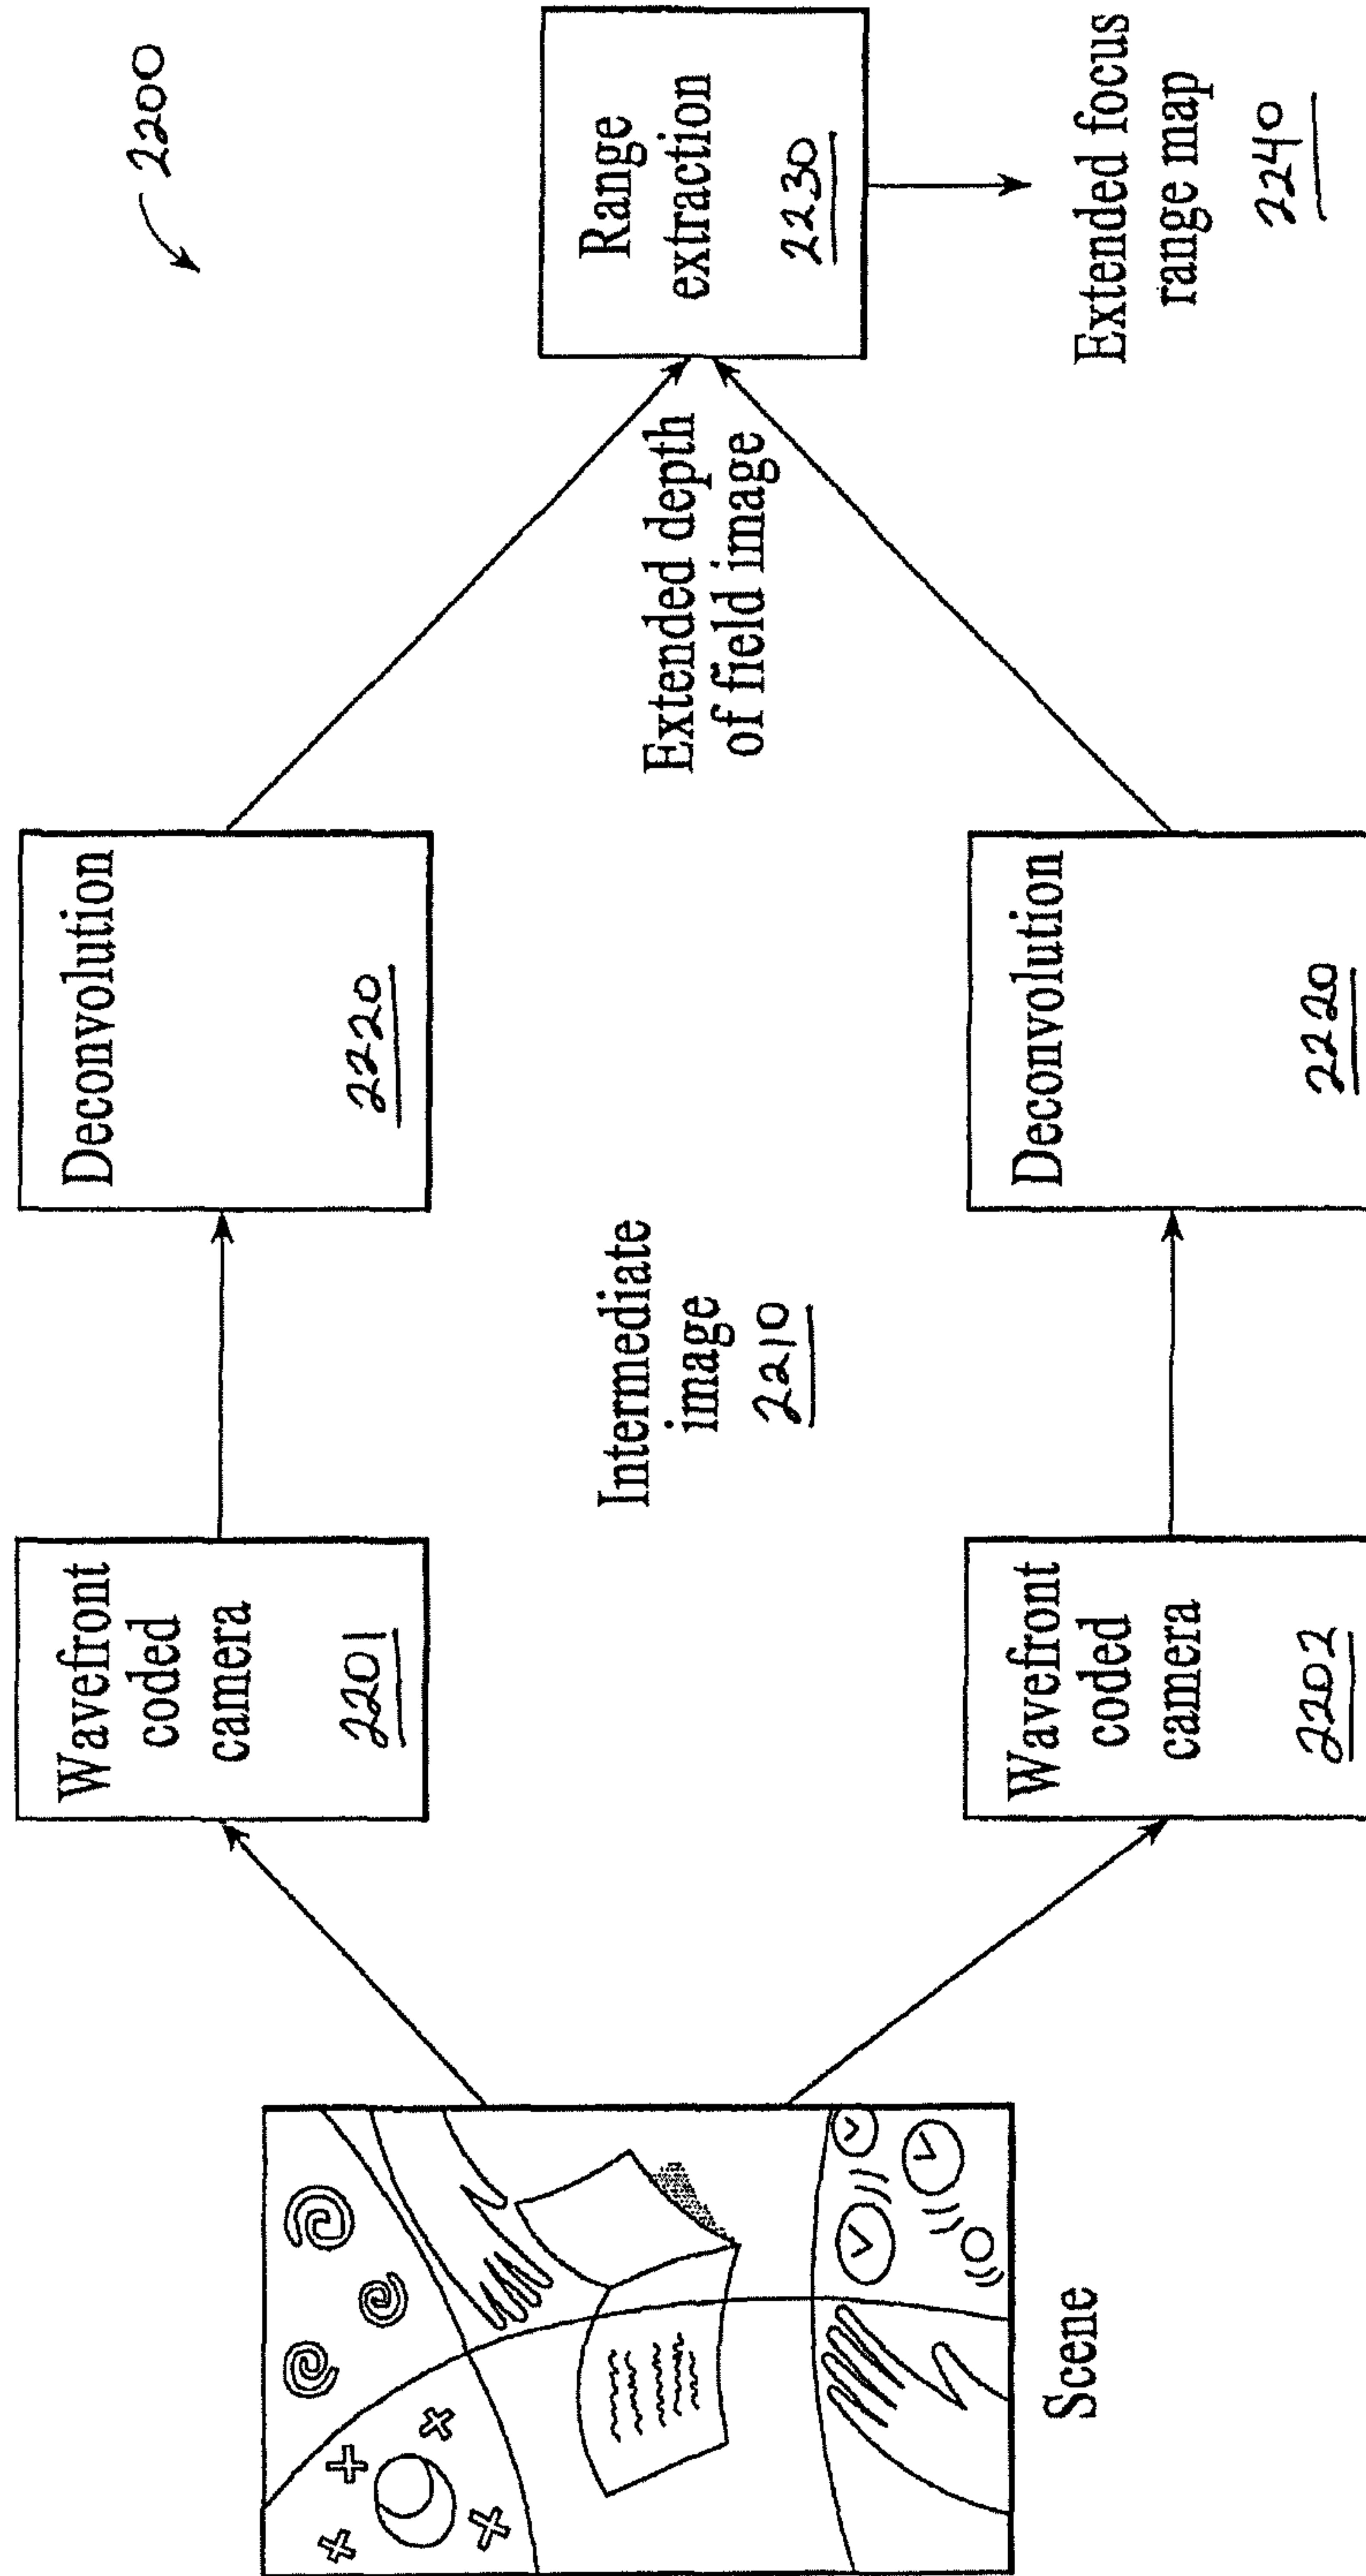 2200
Scene
Wavefront
coded
camera
2201
Wavefront
coded
camera
2202
Intermediate
image
2210
Deconvolution
2220
Deconvolution
2220
Extended depth
of field image
Range
extraction
2230
Extended focus
range map
2240